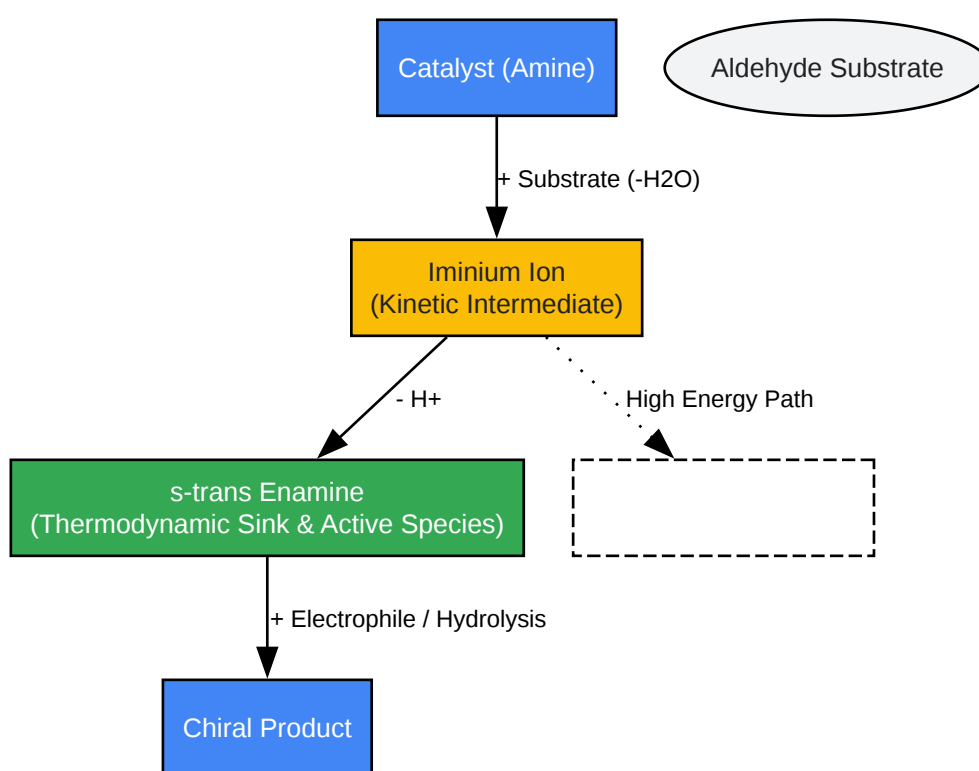 Catalyst (Amine)
Aldehyde Substrate
+ Substrate (-H2O)
Iminium Ion
(Kinetic Intermediate)
- H+
High Energy Path
s-trans Enamine
(Thermodynamic Sink & Active Species)
+ Electrophile / Hydrolysis
Chiral Product